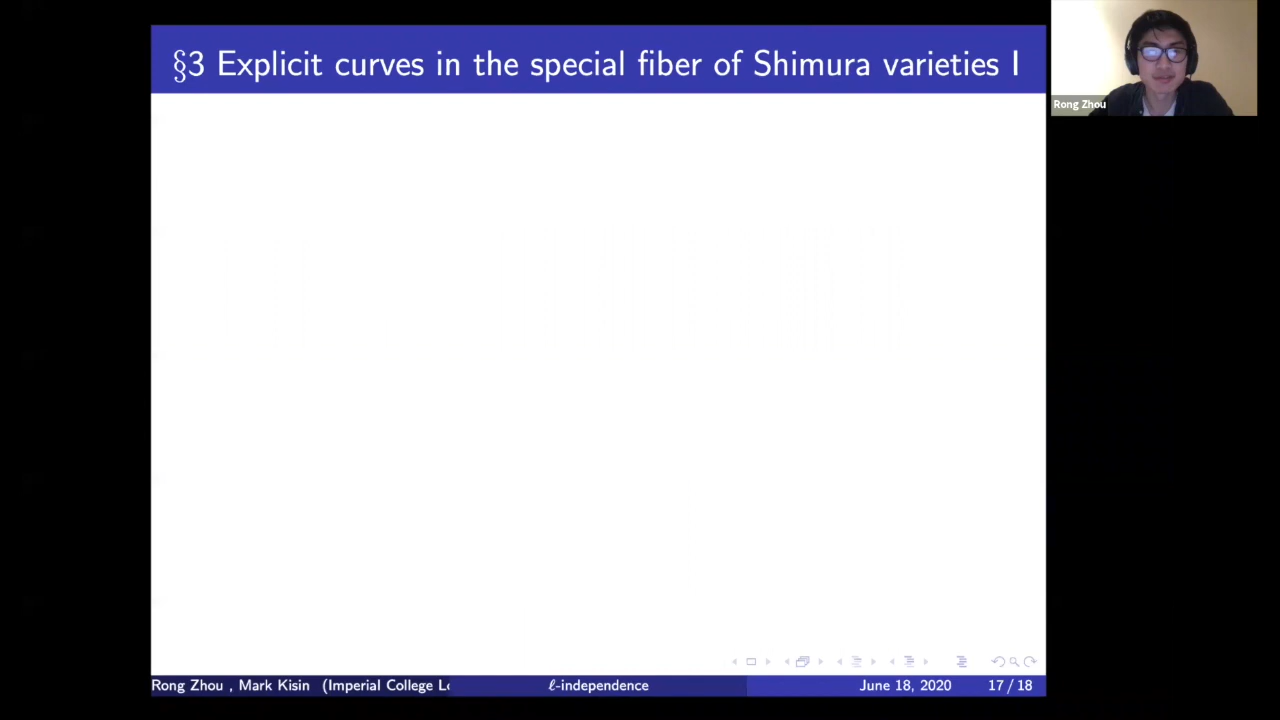 §3 Explicit curves in the special fiber of Shimura varieties I
Rong Zhou
Rong Zhou , Mark Kisin (Imperial College Lo
ℓ-independence
June 18, 2020
17 / 18